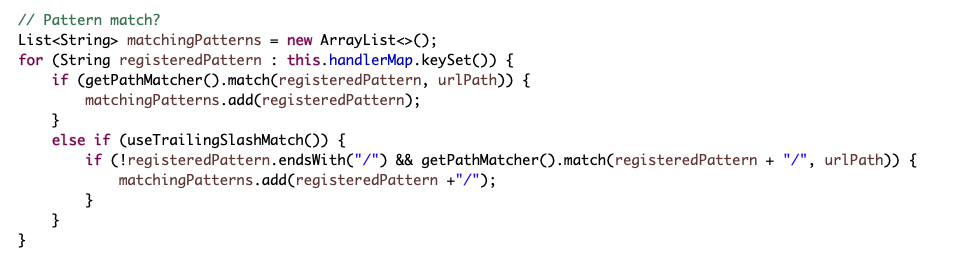 // Pattern match?
List<String> matchingPatterns = new ArrayList<>();
for (String registeredPattern : this.handlerMap.keySet()) {
    if (getPathMatcher().match(registeredPattern, urlPath)) {
        matchingPatterns.add(registeredPattern);
    }
    else if (useTrailingSlashMatch()) {
        if (!registeredPattern.endsWith("/") && getPathMatcher().match(registeredPattern + "/", urlPath)) {
            matchingPatterns.add(registeredPattern +"/");
        }
    }
}